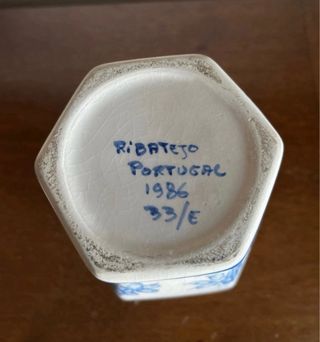 RiBATEJO
PORTUGAL
1986
33/E